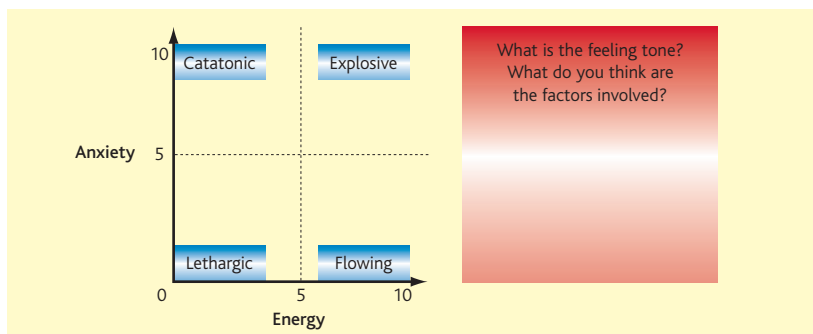 10
Catatonic
Explosive
Anxiety
5
Lethargic
Flowing
0
5
10
Energy
What is the feeling tone?
What do you think are
the factors involved?